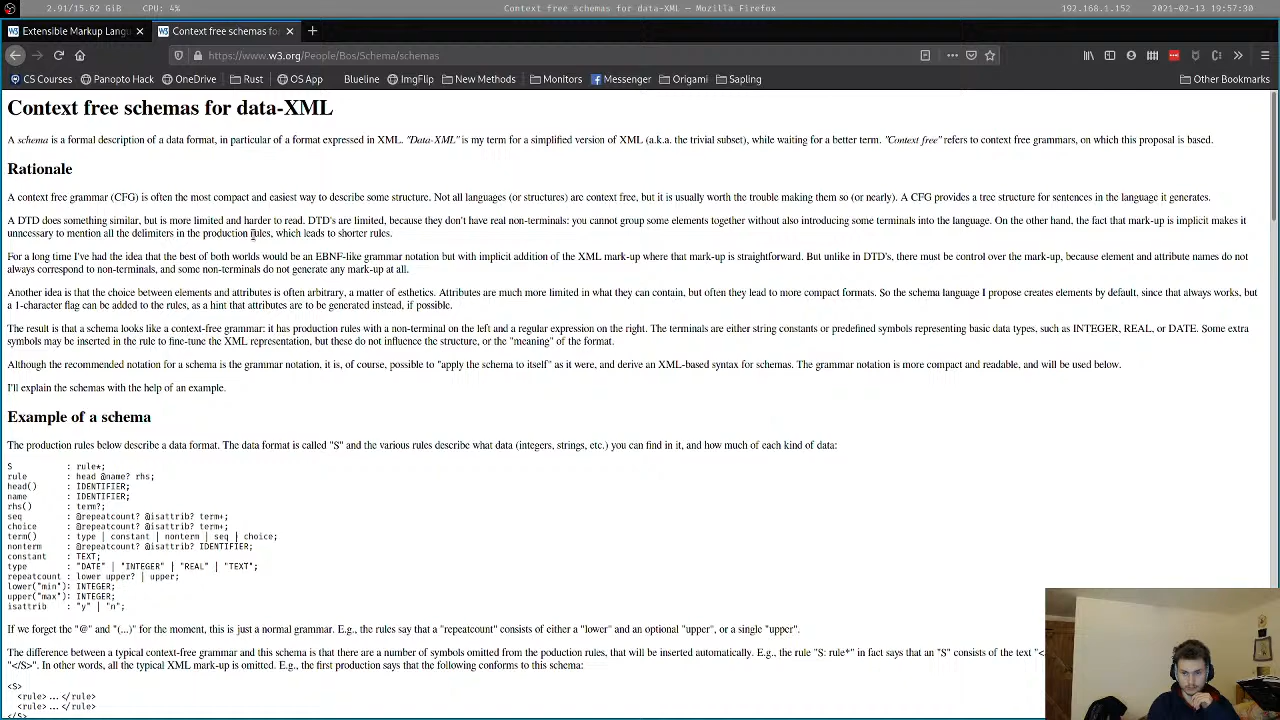 2.91/15.62 GiB CPU: 4% Context free schemas for data-XML — Mozilla Firefox 192.168.1.152 2021-02-13 19:57:30
Extensible Markup Langu Context free schemas fo
https://www.w3.org/People/Bos/Schema/schemas
CS Courses Panopto Hack OneDrive Rust OS App Blueline ImgFlip New Methods Monitors Messenger Origami Sapling Other Bookmarks
Context free schemas for data-XML
A schema is a formal description of a data format, in particular of a format expressed in XML. "Data-XML" is my term for a simplified version of XML (a.k.a. the trivial subset), while waiting for a better term. "Context free" refers to context free grammars, on which this proposal is based.
Rationale
A context free grammar (CFG) is often the most compact and easiest way to describe some structure. Not all languages (or structures) are context free, but it is usually worth the trouble making them so (or nearly). A CFG provides a tree structure for sentences in the language it generates.
A DTD does something similar, but is more limited and harder to read. DTD's are limited, because they don't have real non-terminals: you cannot group some elements together without also introducing some terminals into the language. On the other hand, the fact that mark-up is implicit makes it
unncessary to mention all the delimiters in the production rules, which leads to shorter rules.
For a long time I've had the idea that the best of both worlds would be an EBNF-like grammar notation but with implicit addition of the XML mark-up where that mark-up is straightforward. But unlike in DTD's, there must be control over the mark-up, because element and attribute names do not
always correspond to non-terminals, and some non-terminals do not generate any mark-up at all.
Another idea is that the choice between elements and attributes is often arbitrary, a matter of esthetics. Attributes are much more limited in what they can contain, but often they lead to more compact formats. So the schema language I propose creates elements by default, since that always works, but
a 1-character flag can be added to the rules, as a hint that attributes are to be generated instead, if possible.
The result is that a schema looks like a context-free grammar: it has production rules with a non-terminal on the left and a regular expression on the right. The terminals are either string constants or predefined symbols representing basic data types, such as INTEGER, REAL, or DATE. Some extra
symbols may be inserted in the rule to fine-tune the XML representation, but these do not influence the structure, or the "meaning" of the format.
Although the recommended notation for a schema is the grammar notation, it is, of course, possible to "apply the schema to itself" as it were, and derive an XML-based syntax for schemas. The grammar notation is more compact and readable, and will be used below.
I'll explain the schemas with the help of an example.
Example of a schema
The production rules below describe a data format. The data format is called "S" and the various rules describe what data (integers, strings, etc.) you can find in it, and how much of each kind of data:
S : rule*;
rule : head @name? rhs;
head() : IDENTIFIER;
name : IDENTIFIER;
rhs() : term?;
seq : @repeatcount? @isattrib? term+;
choice : @repeatcount? @isattrib? term+;
term() : type | constant | nonterm | seq | choice;
nonterm : @repeatcount? @isattrib? IDENTIFIER;
constant : TEXT;
type : "DATE" | "INTEGER" | "REAL" | "TEXT";
repeatcount : lower upper? | upper;
lower("min"): INTEGER;
upper("max"): INTEGER;
isattrib : "y" | "n";
If we forget the "@" and "(...)" for the moment, this is just a normal grammar. E.g., the rules say that a "repeatcount" consists of either a "lower" and an optional "upper", or a single "upper".
The difference between a typical context-free grammar and this schema is that there are a number of symbols omitted from the poduction rules, that will be inserted automatically. E.g., the rule "S: rule*" in fact says that an "S" consists of the text "<
"</S>". In other words, all the typical XML mark-up is omitted. E.g., the first production says that the following conforms to this schema:
<S>
<rule>...</rule>
<rule>...</rule>
</S>